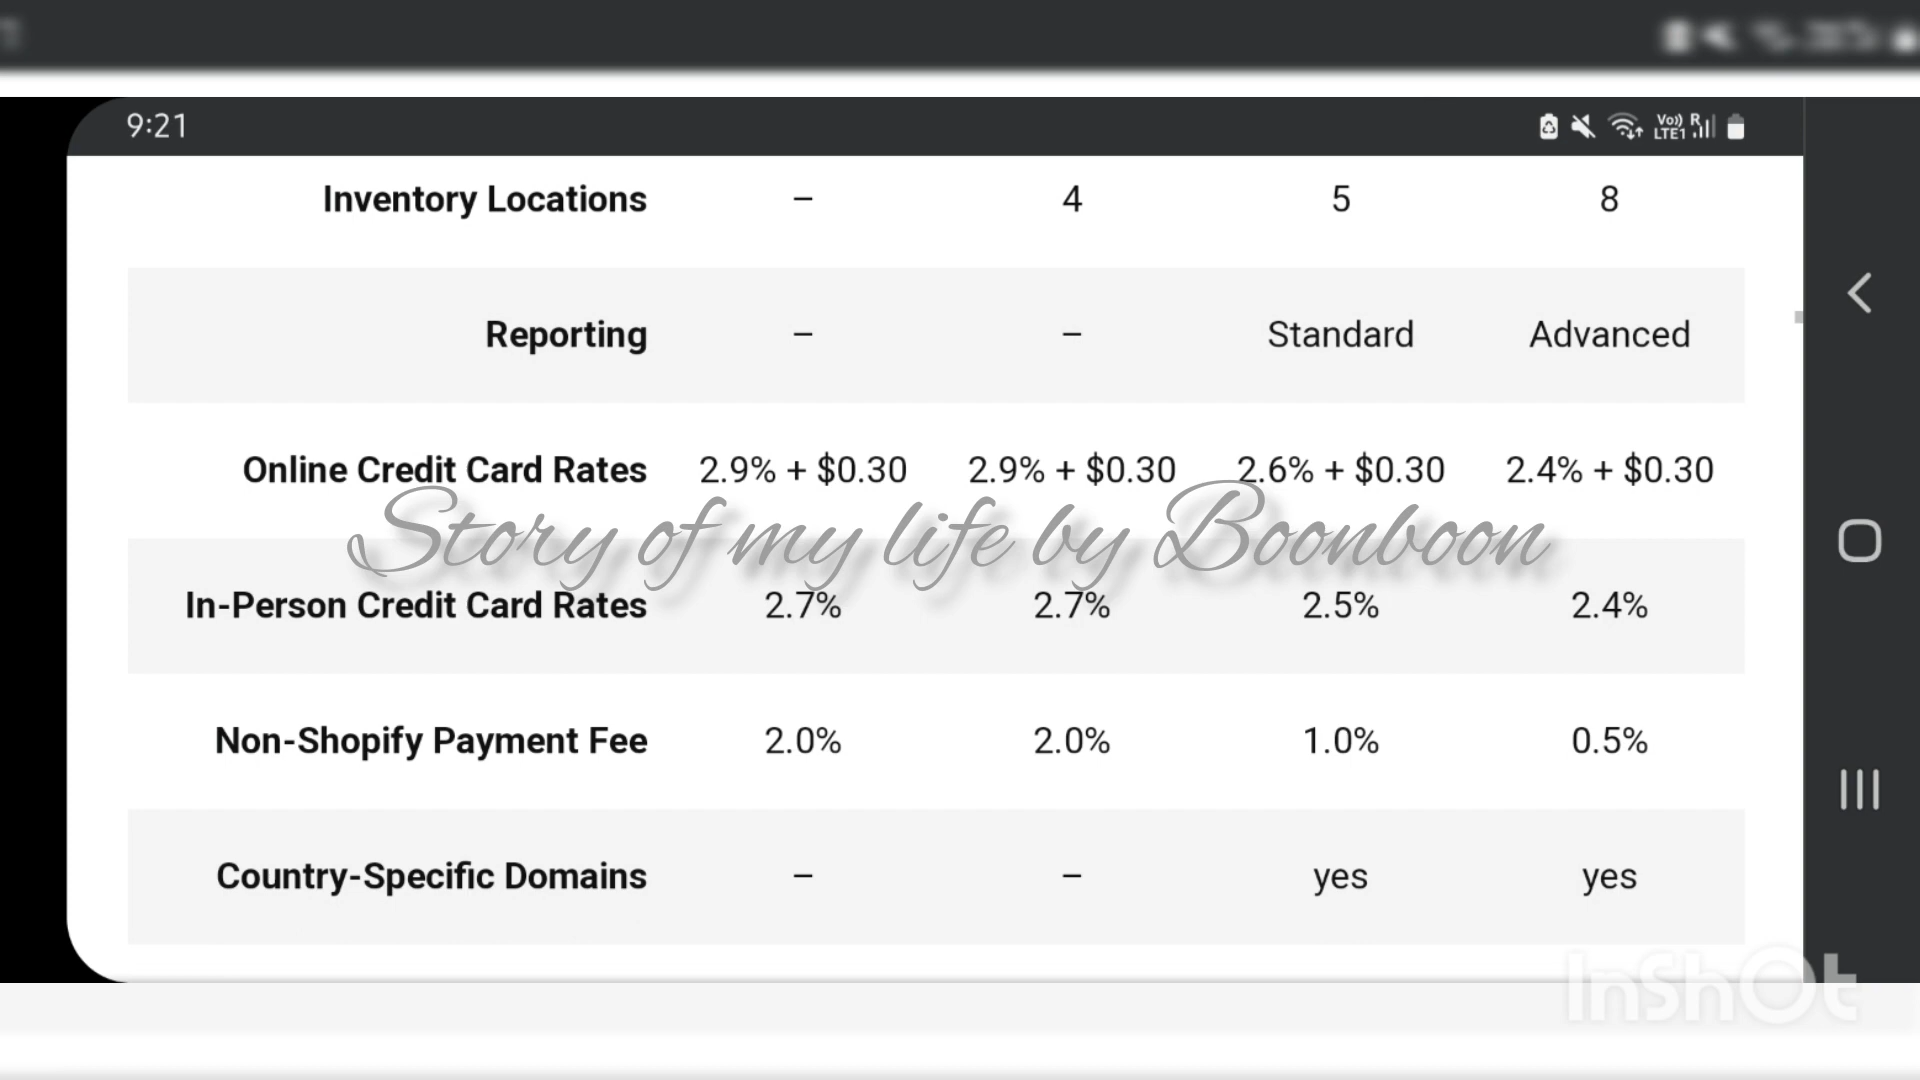 9:21
Vo)) R
LTE1
Inventory Locations – 4 5 8
Reporting – – Standard Advanced
Online Credit Card Rates 2.9% + $0.30 2.9% + $0.30 2.6% + $0.30 2.4% + $0.30
Story of my life by Boonboon
In-Person Credit Card Rates 2.7% 2.7% 2.5% 2.4%
Non-Shopify Payment Fee 2.0% 2.0% 1.0% 0.5%
Country-Specific Domains – – yes yes
InShOt